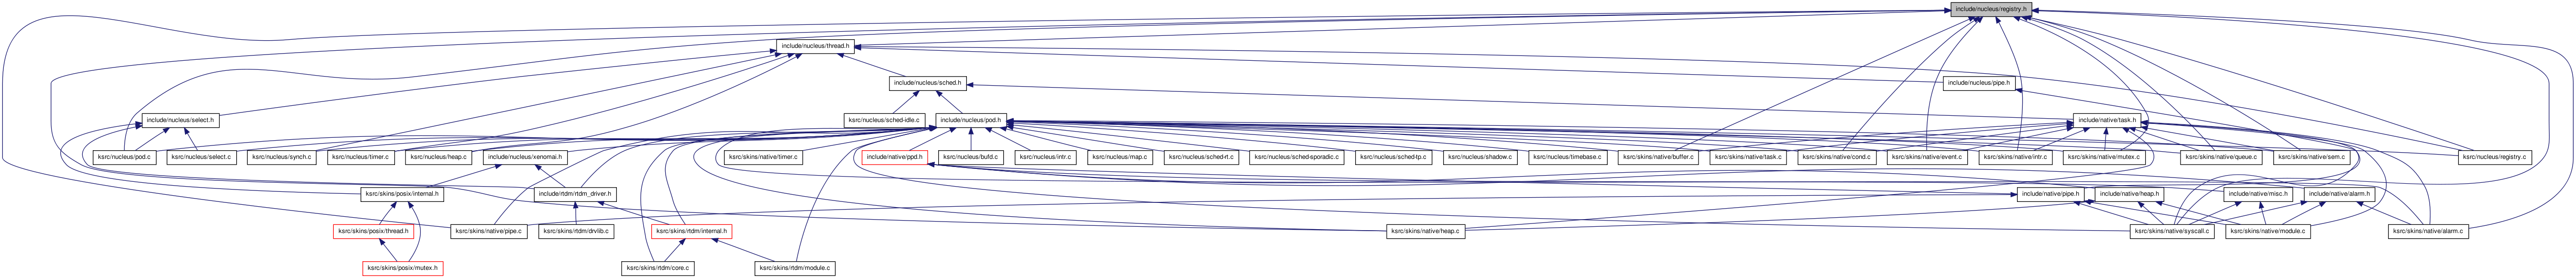 include/nucleus/registry.h
include/nucleus/thread.h
include/nucleus/sched.h
include/nucleus/pipe.h
include/nucleus/select.h
ksrc/nucleus/sched-idle.c
include/nucleus/pod.h
include/native/task.h
ksrc/nucleus/pod.c
ksrc/nucleus/select.c
ksrc/nucleus/synch.c
ksrc/nucleus/timer.c
ksrc/nucleus/heap.c
include/nucleus/xenomai.h
ksrc/skins/native/timer.c
include/native/ppd.h
ksrc/nucleus/bufd.c
ksrc/nucleus/intr.c
ksrc/nucleus/map.c
ksrc/nucleus/sched-rt.c
ksrc/nucleus/sched-sporadic.c
ksrc/nucleus/sched-tp.c
ksrc/nucleus/shadow.c
ksrc/nucleus/timebase.c
ksrc/skins/native/buffer.c
ksrc/skins/native/task.c
ksrc/skins/native/cond.c
ksrc/skins/native/event.c
ksrc/skins/native/intr.c
ksrc/skins/native/mutex.c
ksrc/skins/native/queue.c
ksrc/skins/native/sem.c
ksrc/nucleus/registry.c
ksrc/skins/posix/internal.h
include/rtdm/rtdm_driver.h
include/native/pipe.h
include/native/heap.h
include/native/misc.h
include/native/alarm.h
ksrc/skins/posix/thread.h
ksrc/skins/native/pipe.c
ksrc/skins/rtdm/drvlib.c
ksrc/skins/rtdm/internal.h
ksrc/skins/native/heap.c
ksrc/skins/native/syscall.c
ksrc/skins/native/module.c
ksrc/skins/native/alarm.c
ksrc/skins/posix/mutex.h
ksrc/skins/rtdm/core.c
ksrc/skins/rtdm/module.c